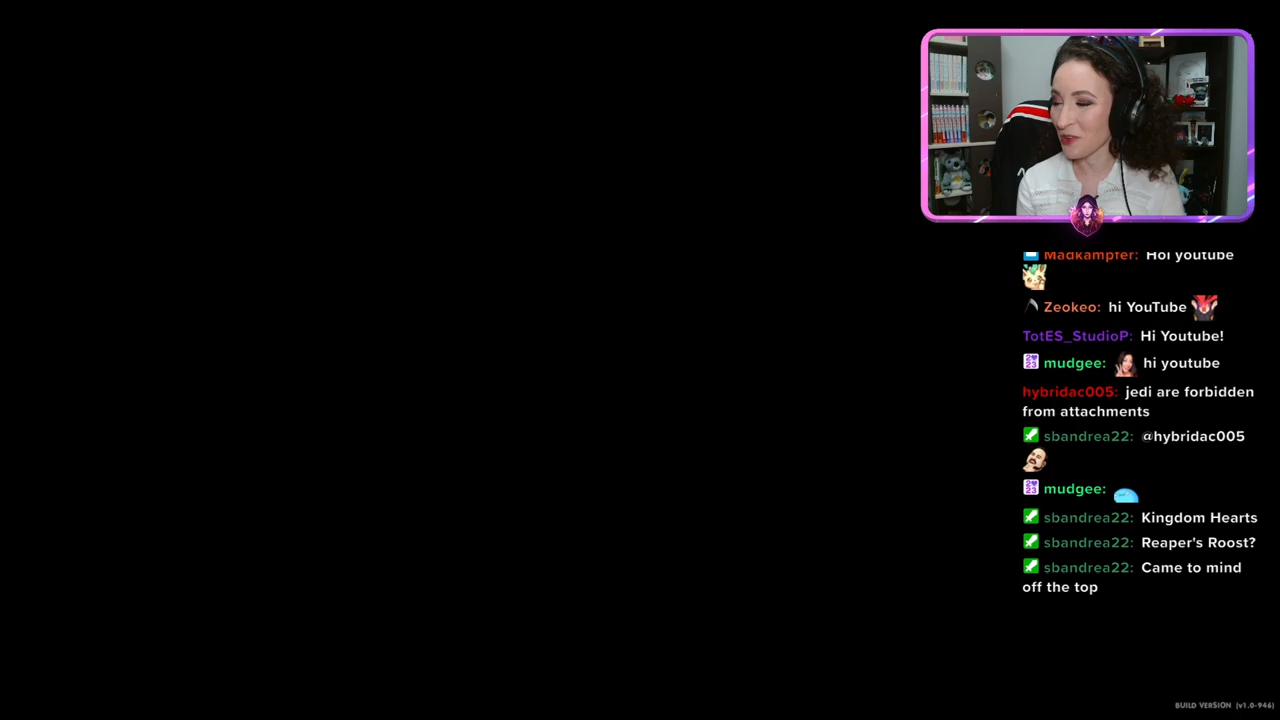 Madkampfer: Hoi youtube
Zeokeo: hi YouTube
TotES_StudioP: Hi Youtube!
mudgee: hi youtube
hybridac005: jedi are forbidden
from attachments
sbandrea22: @hybridac005
mudgee:
sbandrea22: Kingdom Hearts
sbandrea22: Reaper's Roost?
sbandrea22: Came to mind
off the top
BUILD VERSION (v1.0-946)